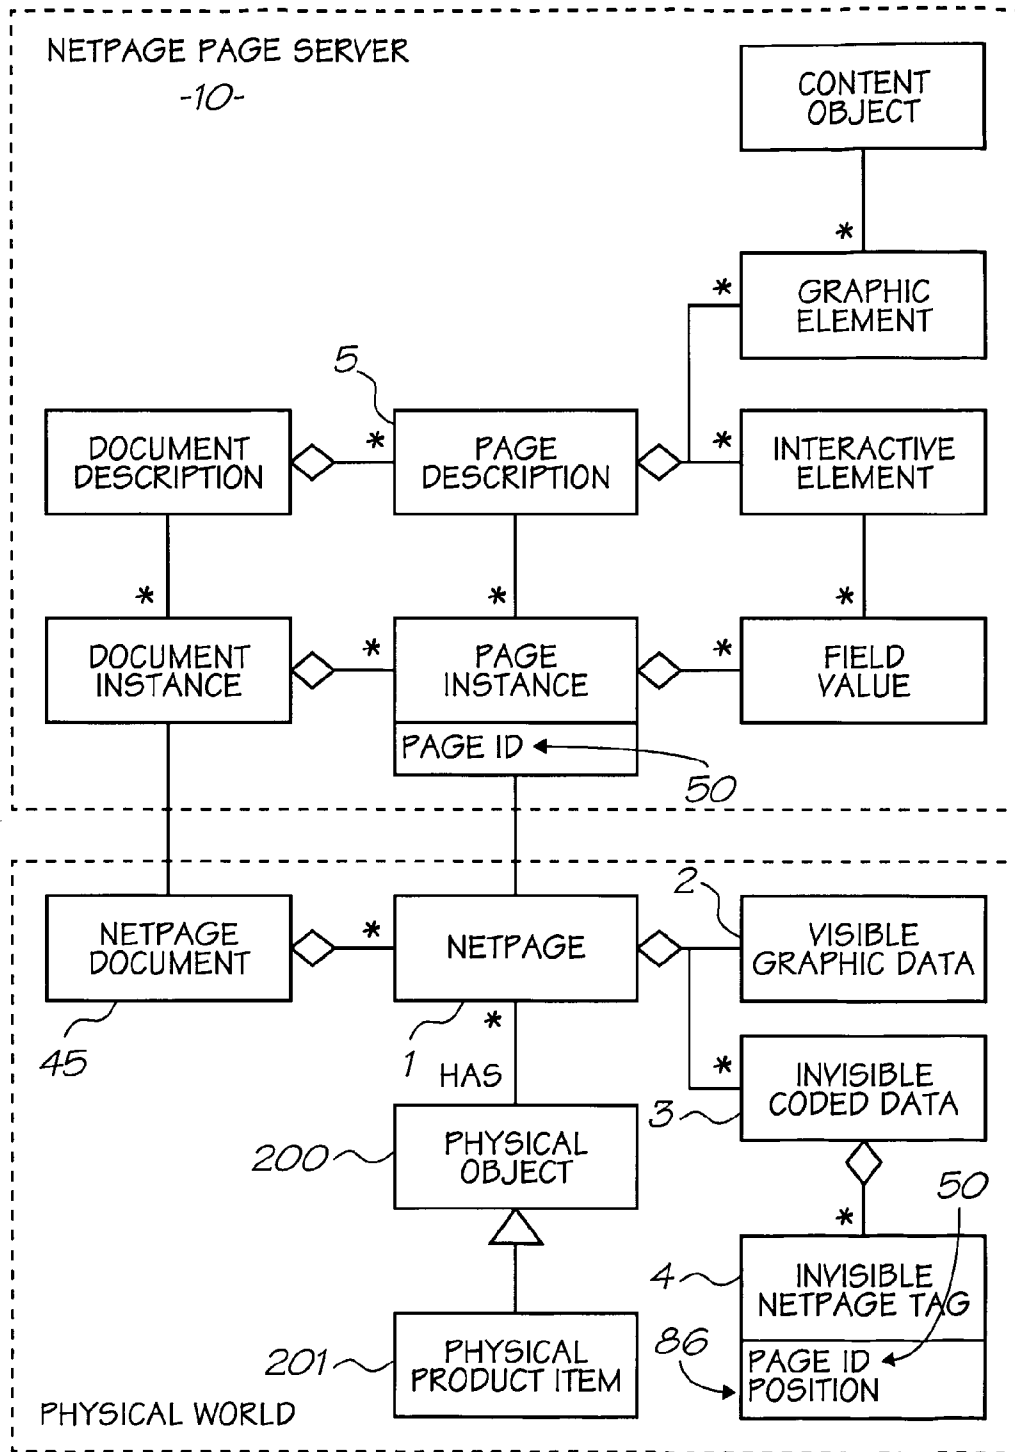 NETPAGE PAGE SERVER
-10-
CONTENT
OBJECT
*
*
GRAPHIC
ELEMENT
5
DOCUMENT
DESCRIPTION
*
PAGE
DESCRIPTION
*
INTERACTIVE
ELEMENT
*
*
*
DOCUMENT
INSTANCE
*
PAGE
INSTANCE
*
FIELD
VALUE
PAGE ID
50
2
NETPAGE
DOCUMENT
*
NETPAGE
VISIBLE
GRAPHIC DATA
45
1
*
HAS
*
INVISIBLE
CODED DATA
3
200
PHYSICAL
OBJECT
50
*
4
INVISIBLE
NETPAGE TAG
201
PHYSICAL
PRODUCT ITEM
86
PAGE ID
POSITION
PHYSICAL WORLD